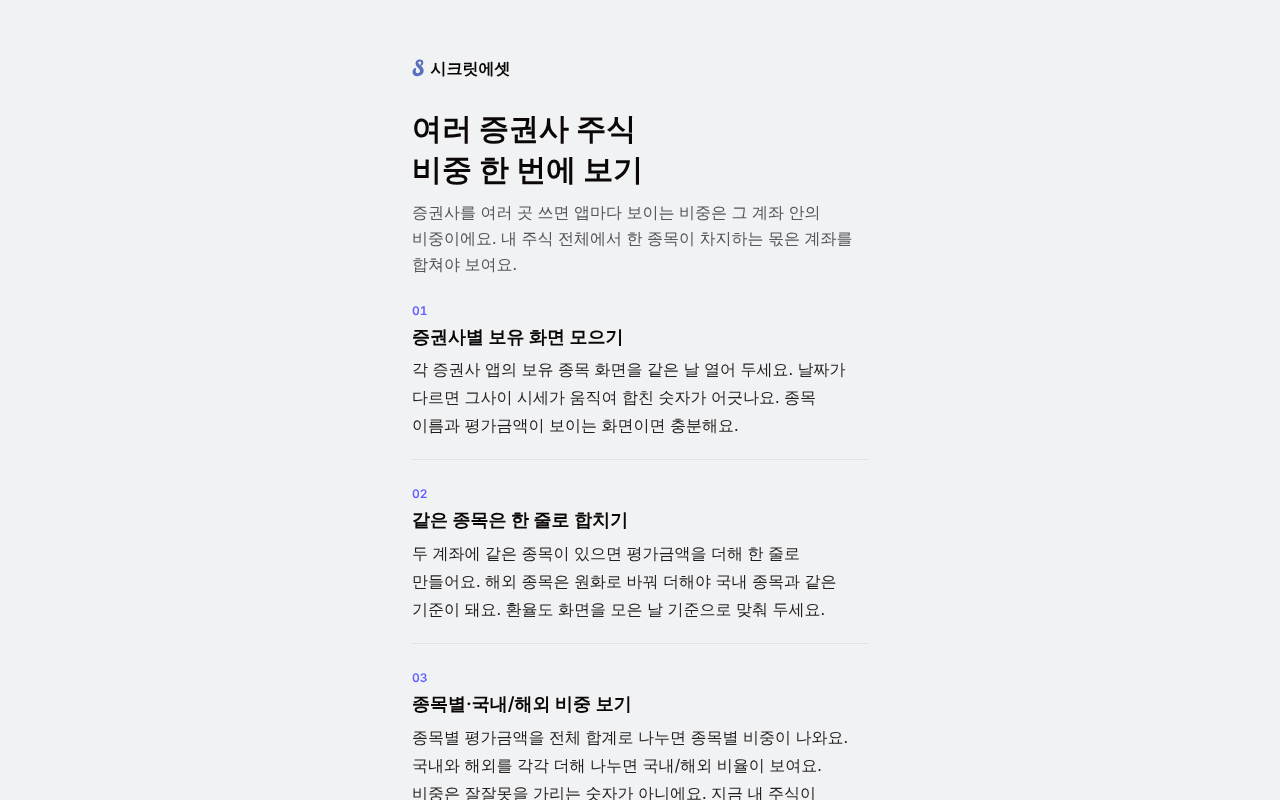 S 시크릿에셋
여러 증권사 주식
비중 한 번에 보기
증권사를 여러 곳 쓰면 앱마다 보이는 비중은 그 계좌 안의
비중이에요. 내 주식 전체에서 한 종목이 차지하는 몫은 계좌를
합쳐야 보여요.
01
증권사별 보유 화면 모으기
각 증권사 앱의 보유 종목 화면을 같은 날 열어 두세요. 날짜가
다르면 그사이 시세가 움직여 합친 숫자가 어긋나요. 종목
이름과 평가금액이 보이는 화면이면 충분해요.
02
같은 종목은 한 줄로 합치기
두 계좌에 같은 종목이 있으면 평가금액을 더해 한 줄로
만들어요. 해외 종목은 원화로 바꿔 더해야 국내 종목과 같은
기준이 돼요. 환율도 화면을 모은 날 기준으로 맞춰 두세요.
03
종목별·국내/해외 비중 보기
종목별 평가금액을 전체 합계로 나누면 종목별 비중이 나와요.
국내와 해외를 각각 더해 나누면 국내/해외 비율이 보여요.
비중은 잘잘못을 가리는 숫자가 아니에요. 지금 내 주식이